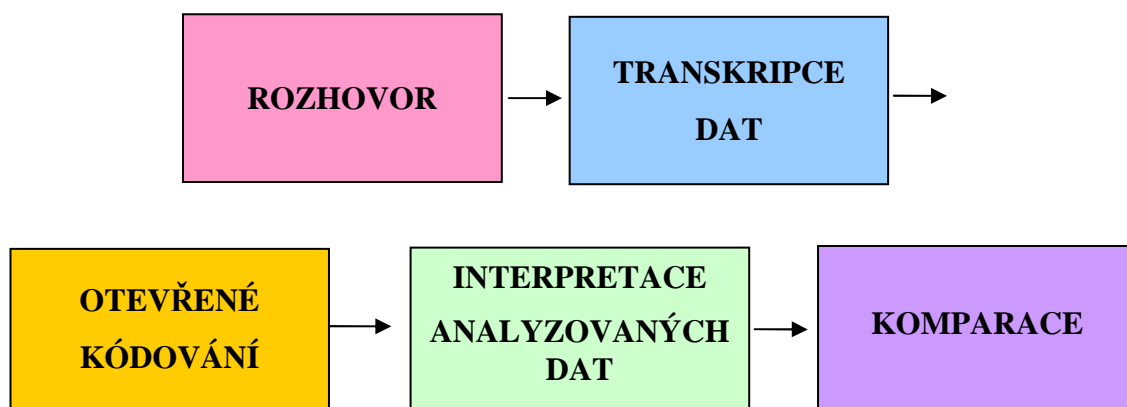 ROZHOVOR
TRANSKRIPCE
DAT
OTEVŘENÉ
KÓDOVÁNÍ
INTERPRETACE
ANALYZOVANÝCH
DAT
KOMPARACE